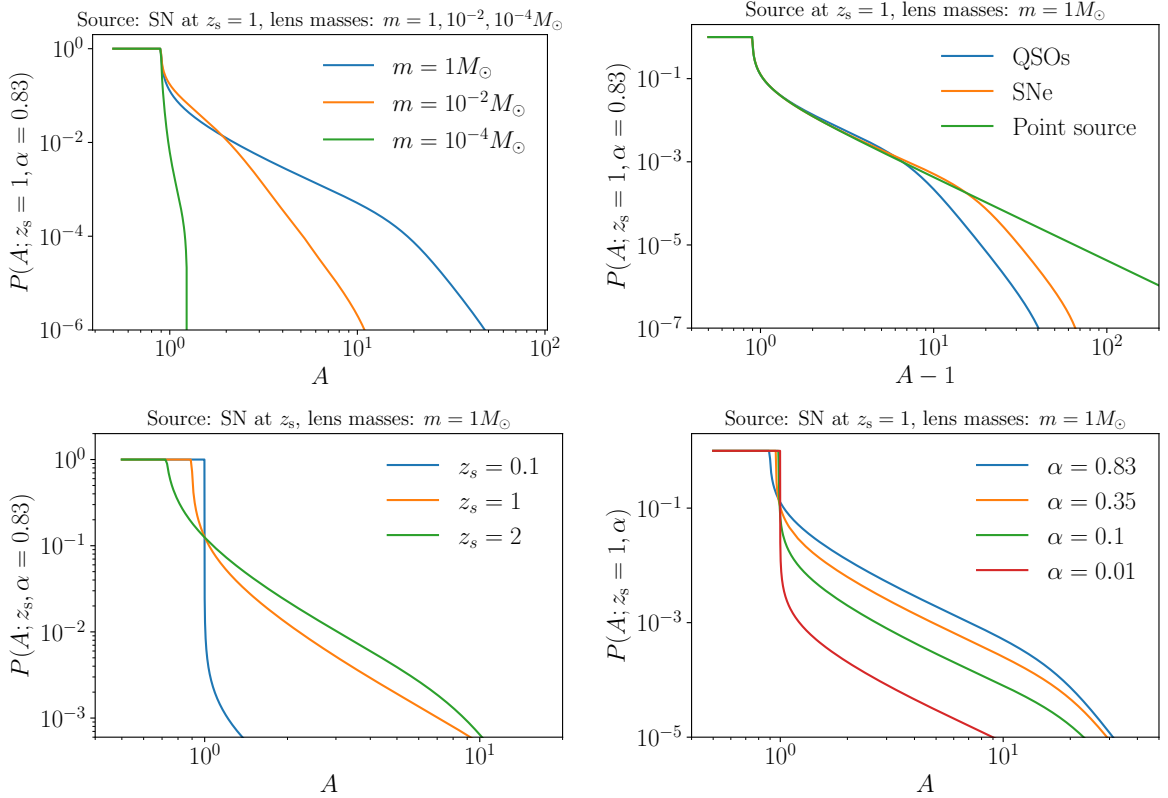 Source: SN at z_s = 1, lens masses: m = 1, 10^{-2}, 10^{-4} M_⊙
P(A; z_s = 1, α = 0.83)
10^0
10^{-2}
10^{-4}
10^{-6}
m = 1M_⊙
m = 10^{-2}M_⊙
m = 10^{-4}M_⊙
10^0 10^1 10^2
A
Source at z_s = 1, lens masses: m = 1M_⊙
P(A; z_s = 1, α = 0.83)
10^{-1}
10^{-3}
10^{-5}
10^{-7}
QSOs
SNe
Point source
10^0 10^1 10^2
A − 1
Source: SN at z_s, lens masses: m = 1M_⊙
P(A; z_s, α = 0.83)
10^0
10^{-1}
10^{-2}
10^{-3}
z_s = 0.1
z_s = 1
z_s = 2
10^0 10^1
A
Source: SN at z_s = 1, lens masses: m = 1M_⊙
P(A; z_s = 1, α)
10^{-1}
10^{-3}
10^{-5}
α = 0.83
α = 0.35
α = 0.1
α = 0.01
10^0 10^1
A